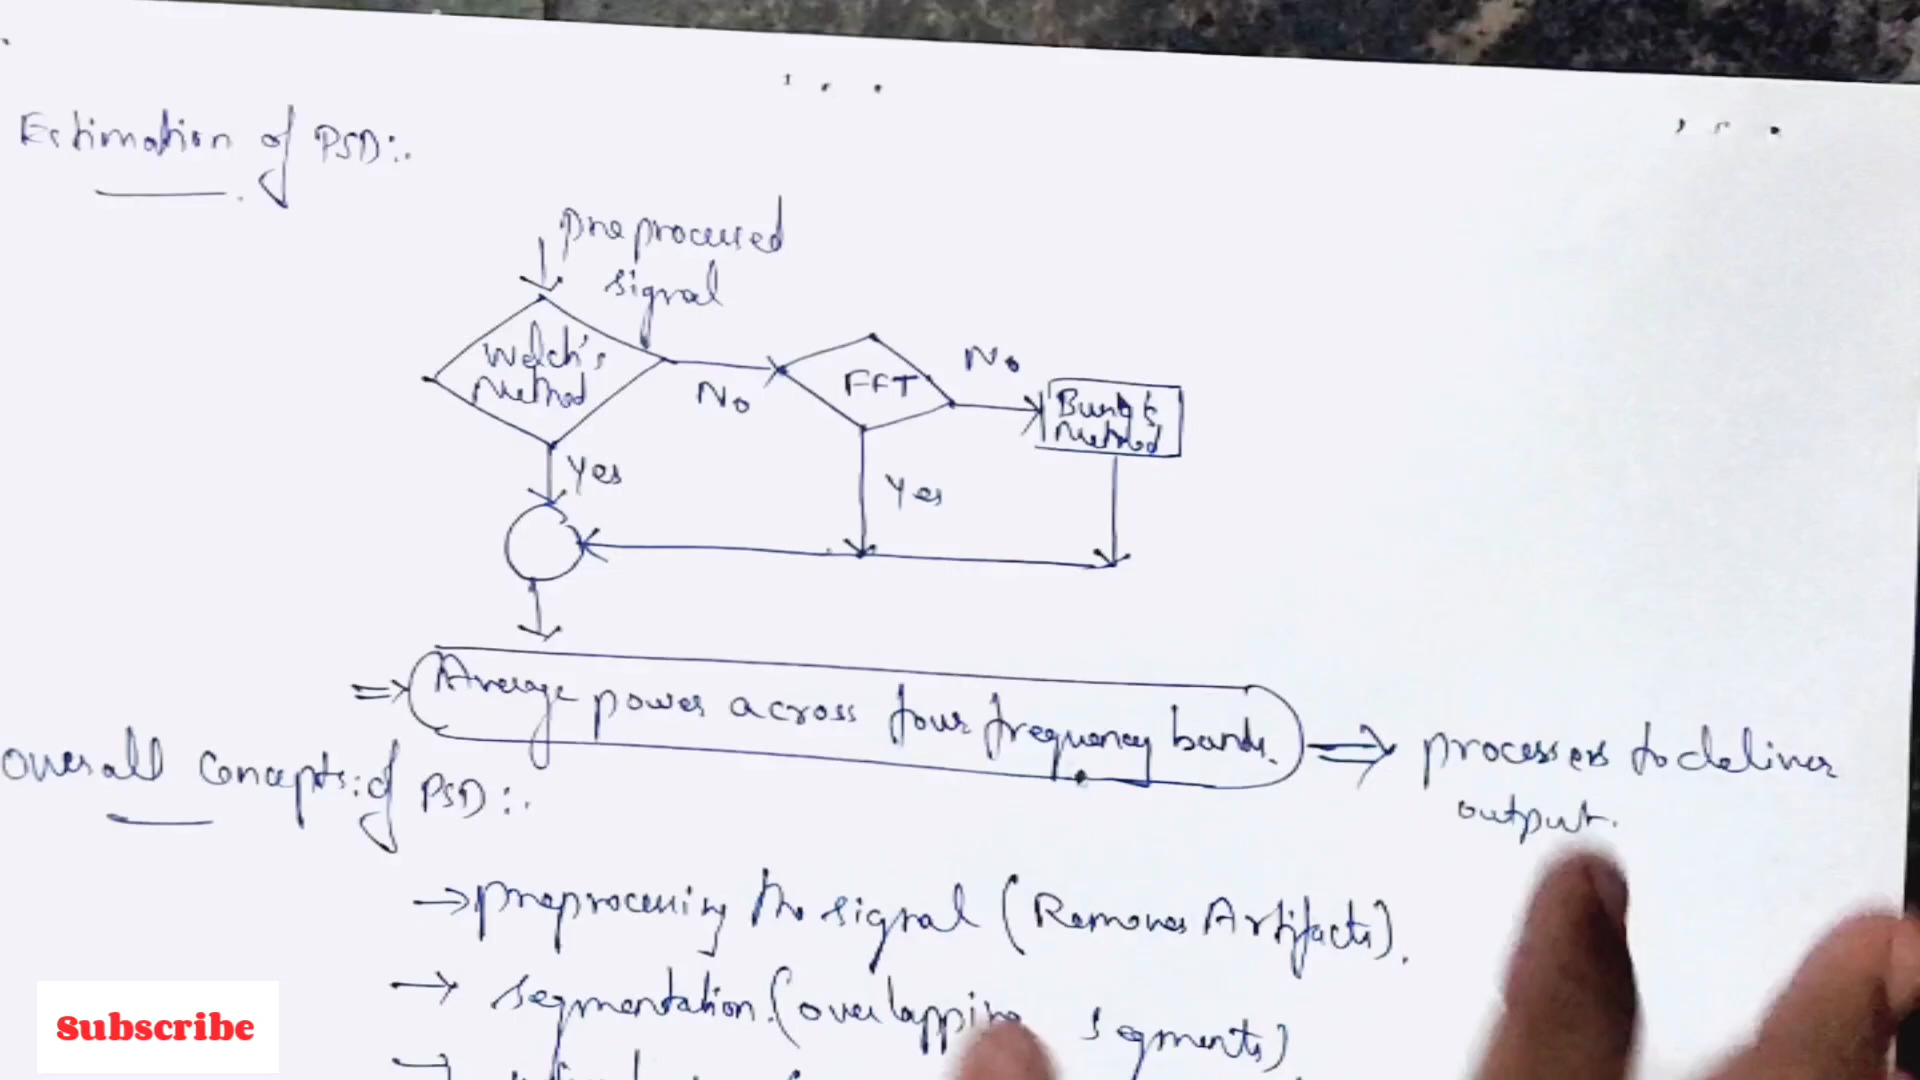 Estimation of PSD:.
preprocessed
signal
Welch's
Method
No
FFT
No
Burg's
Method
Yes
Yes
Average power across four frequency bands.
processes to deliver
output.
Overall Concepts: of PSD:.
→ preprocessing the signal (Removes Artifacts).
→ segmentation. (overlapping segments)
Subscribe